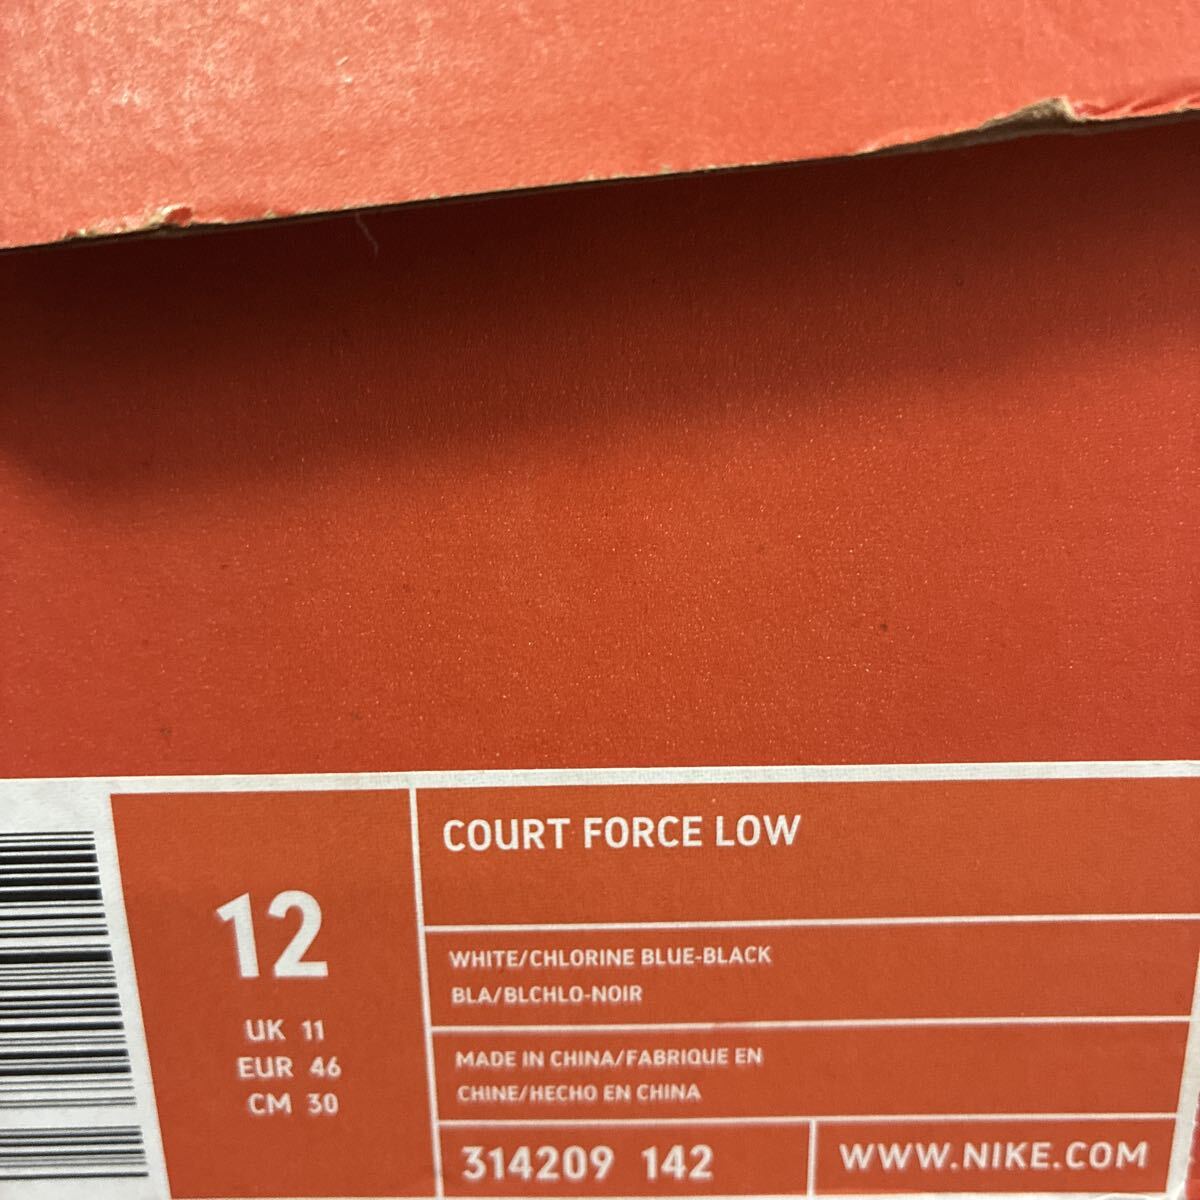 COURT FORCE LOW
12
UK 11
EUR 46
CM 30
WHITE/CHLORINE BLUE-BLACK
BLA/BLCHLO-NOIR
MADE IN CHINA/FABRIQUE EN
CHINE/HECHO EN CHINA
314209 142
WWW.NIKE.COM